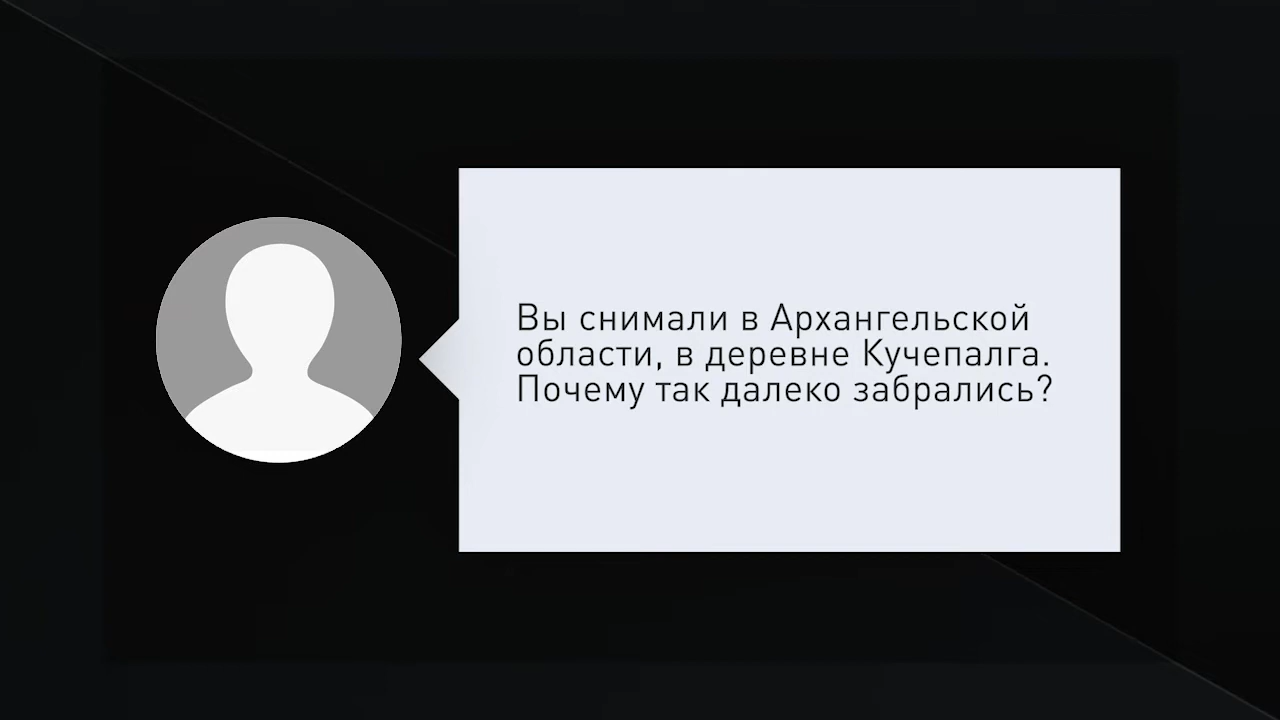 Вы снимали в Архангельской
области, в деревне Кучепалга.
Почему так далеко забрались?